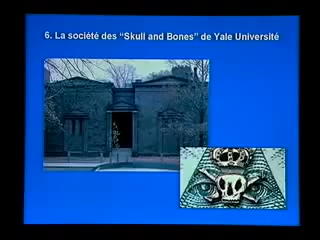 6. La société des “Skull and Bones” de Yale Université